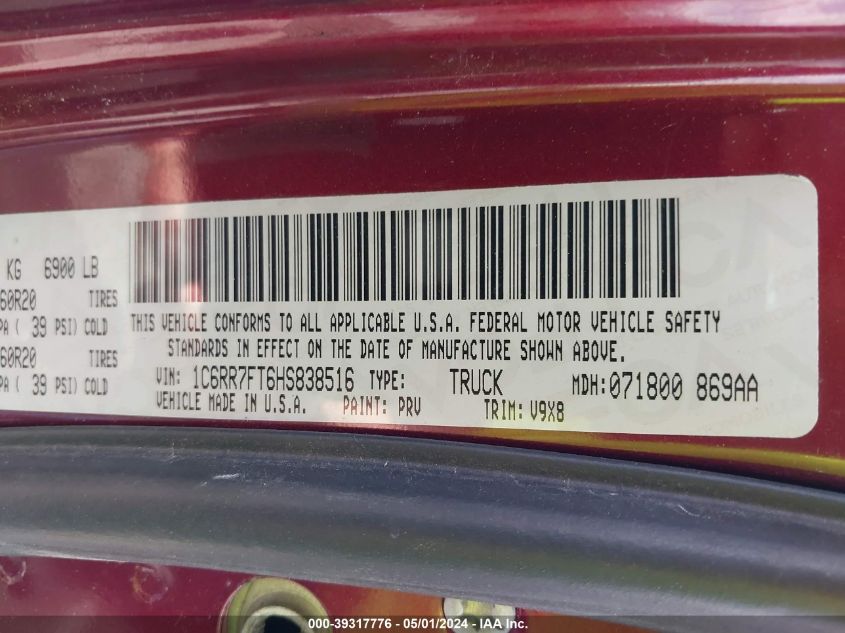 KG 6900 LB
60R20 TIRES
PA ( 39 PSI) COLD
60R20 TIRES
PA ( 39 PSI) COLD
THIS VEHICLE CONFORMS TO ALL APPLICABLE U.S.A. FEDERAL MOTOR VEHICLE SAFETY
STANDARDS IN EFFECT ON THE DATE OF MANUFACTURE SHOWN ABOVE.
VIN: 1C6RR7FT6HS838516 TYPE: TRUCK MDH: 071800 869AA
VEHICLE MADE IN U.S.A. PAINT: PRV TRIM: V9X8
000-39317776 - 05/01/2024 - IAA Inc.